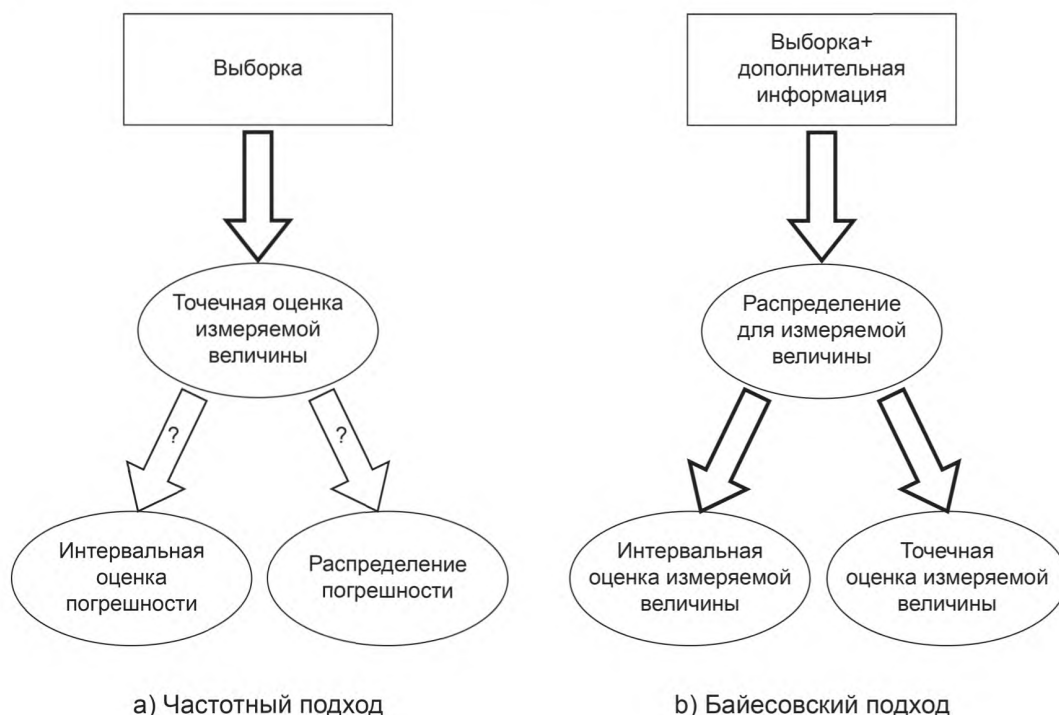 Выборка
Точечная оценка
измеряемой
величины
?
?
Интервальная
оценка
погрешности
Распределение
погрешности
a) Частотный подход
Выборка+
дополнительная
информация
Распределение
для измеряемой
величины
Интервальная
оценка измеряемой
величины
Точечная
оценка измеряемой
величины
b) Байесовский подход